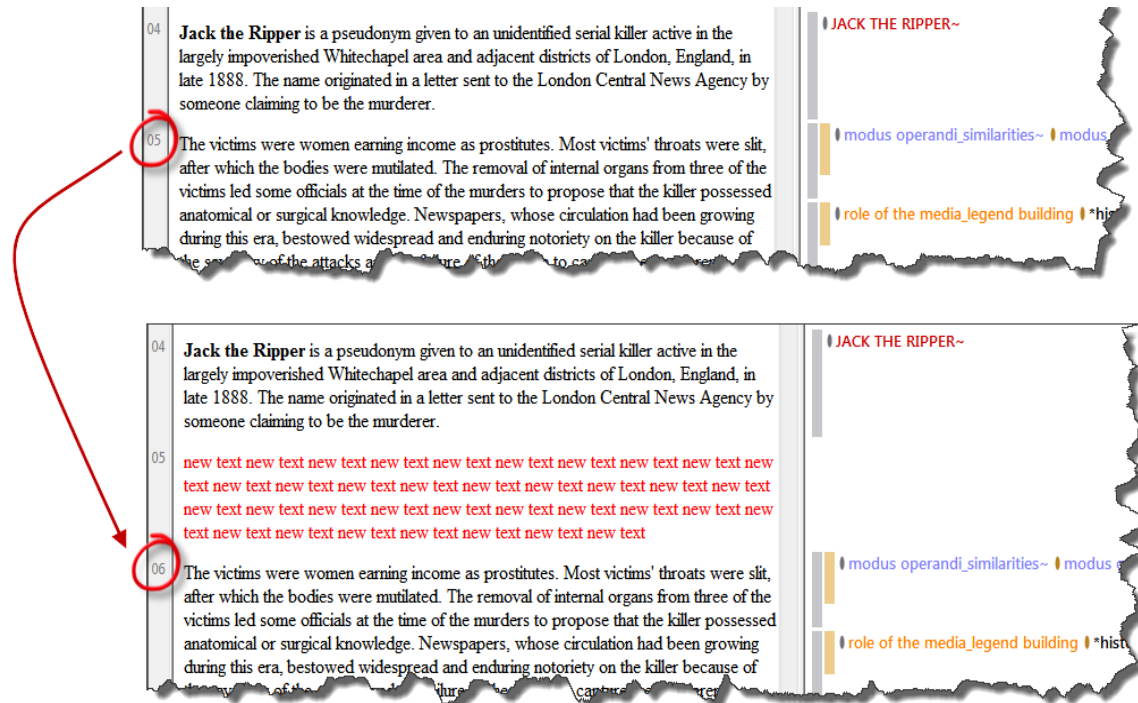 04
Jack the Ripper is a pseudonym given to an unidentified serial killer active in the
largely impoverished Whitechapel area and adjacent districts of London, England, in
late 1888. The name originated in a letter sent to the London Central News Agency by
someone claiming to be the murderer.
JACK THE RIPPER~
05
The victims were women earning income as prostitutes. Most victims' throats were slit,
after which the bodies were mutilated. The removal of internal organs from three of the
victims led some officials at the time of the murders to propose that the killer possessed
anatomical or surgical knowledge. Newspapers, whose circulation had been growing
during this era, bestowed widespread and enduring notoriety on the killer because of
of the attacks
modus operandi_similarities~ modus
role of the media_legend building *his
04
Jack the Ripper is a pseudonym given to an unidentified serial killer active in the
largely impoverished Whitechapel area and adjacent districts of London, England, in
late 1888. The name originated in a letter sent to the London Central News Agency by
someone claiming to be the murderer.
JACK THE RIPPER~
05
new text new text new text new text new text new text new text new text new text new
text new text new text new text new text new text new text new text new text new text
new text new text new text new text new text new text new text new text new text new
text new text new text new text new text new text new text new text
06
The victims were women earning income as prostitutes. Most victims' throats were slit,
after which the bodies were mutilated. The removal of internal organs from three of the
victims led some officials at the time of the murders to propose that the killer possessed
anatomical or surgical knowledge. Newspapers, whose circulation had been growing
during this era, bestowed widespread and enduring notoriety on the killer because of
modus operandi_similarities~ modus
role of the media_legend building *hist